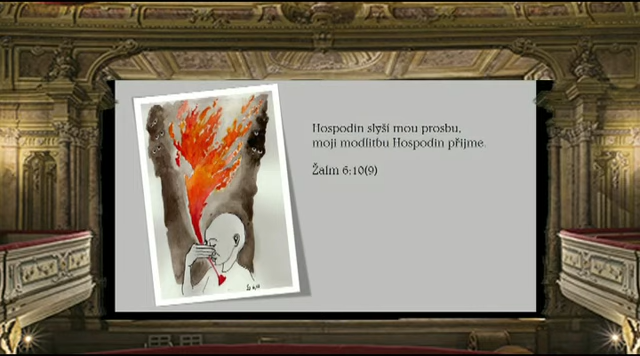 Hospodin slyší mou prosbu,
moji modlitbu Hospodin přijme.
Žalm 6:10(9)